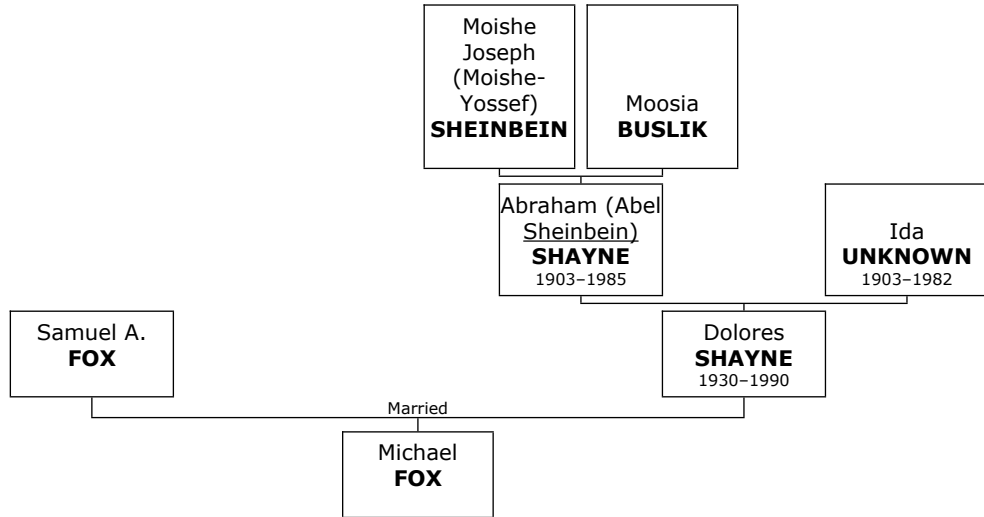 Moishe
Joseph
(Moishe-
Yossef)
SHEINBEIN
Moosia
BUSLIK
Abraham (Abel
Sheinbein)
SHAYNE
1903–1985
Ida
UNKNOWN
1903–1982
Samuel A.
FOX
Dolores
SHAYNE
1930–1990
Married
Michael
FOX